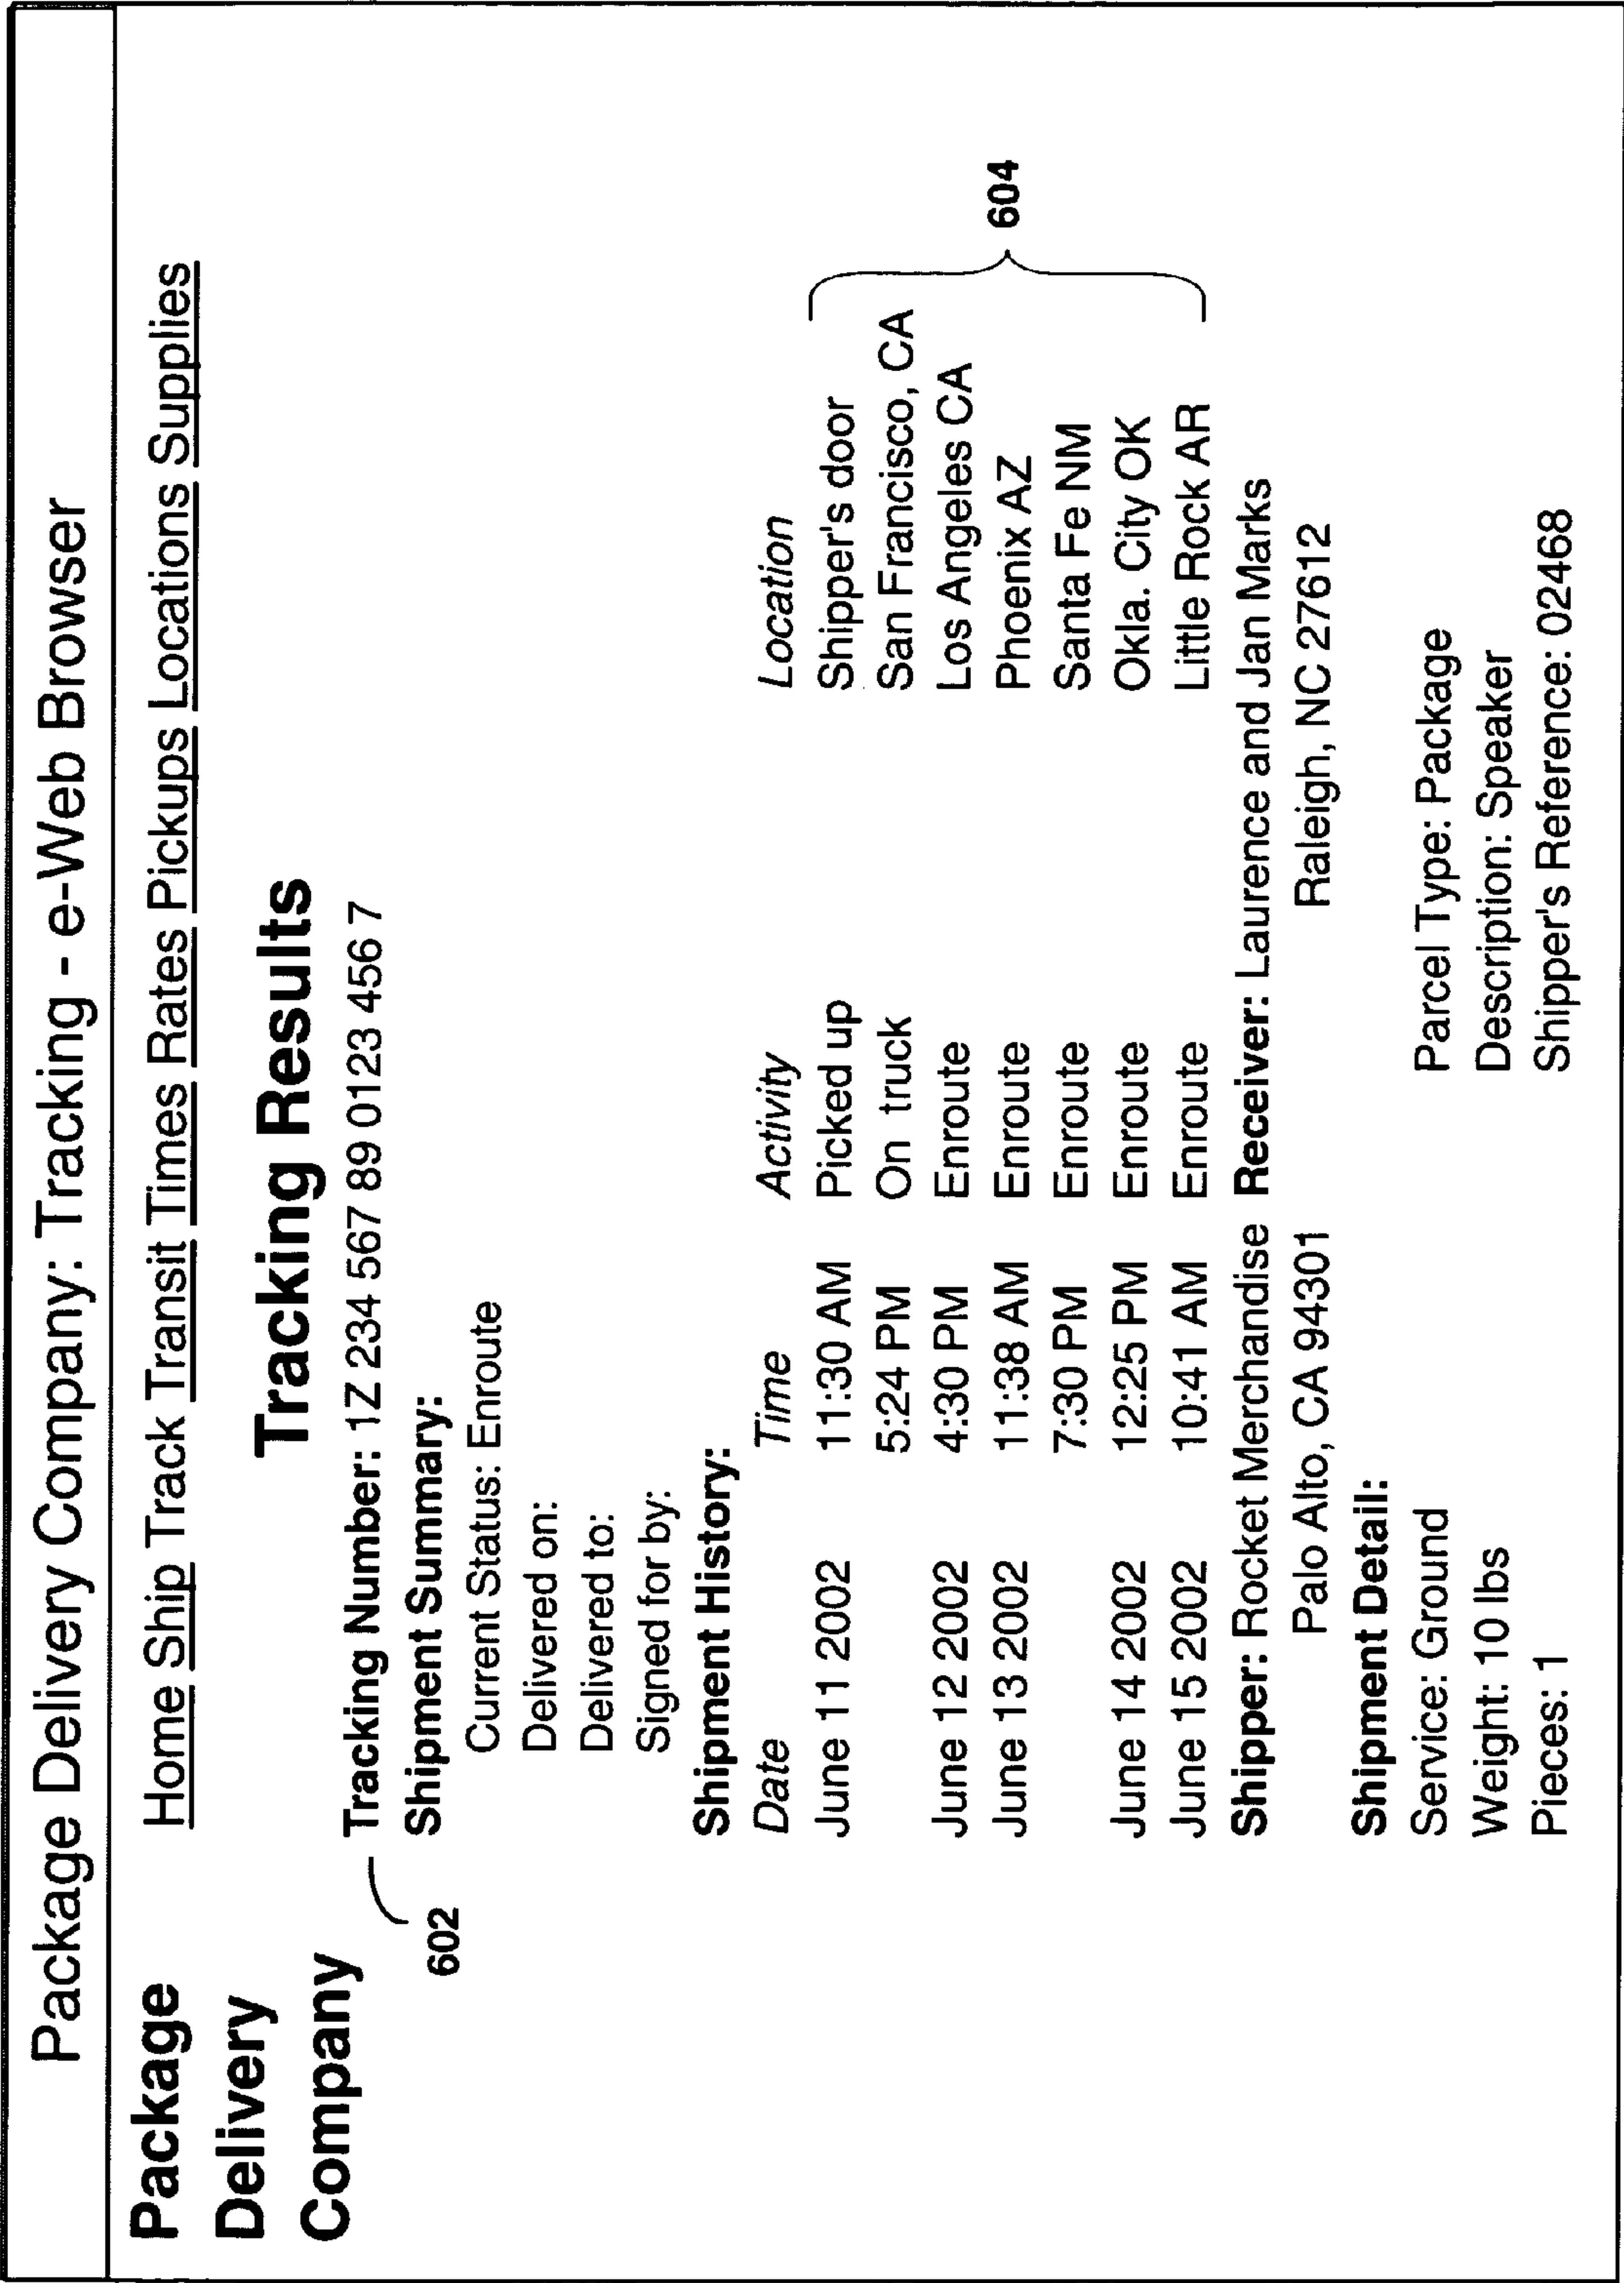 Package Delivery Company: Tracking - e-Web Browser
Package
Delivery
Company
Home Ship Track Transit Times Rates Pickups Locations Supplies
Tracking Results
602
Tracking Number: 1Z 234 567 89 0123 456 7
Shipment Summary:
Current Status: Enroute
Delivered on:
Delivered to:
Signed for by:
Shipment History:
Date Time Activity Location
June 11 2002 11:30 AM Picked up Shipper's door
5:24 PM On truck San Francisco, CA
June 12 2002 4:30 PM Enroute Los Angeles CA
June 13 2002 11:38 AM Enroute Phoenix AZ
7:30 PM Enroute Santa Fe NM
June 14 2002 12:25 PM Enroute Okla. City OK
June 15 2002 10:41 AM Enroute Little Rock AR
604
Shipper: Rocket Merchandise Receiver: Laurence and Jan Marks
Palo Alto, CA 94301 Raleigh, NC 27612
Shipment Detail:
Service: Ground Parcel Type: Package
Weight: 10 lbs Description: Speaker
Pieces: 1 Shipper's Reference: 02468